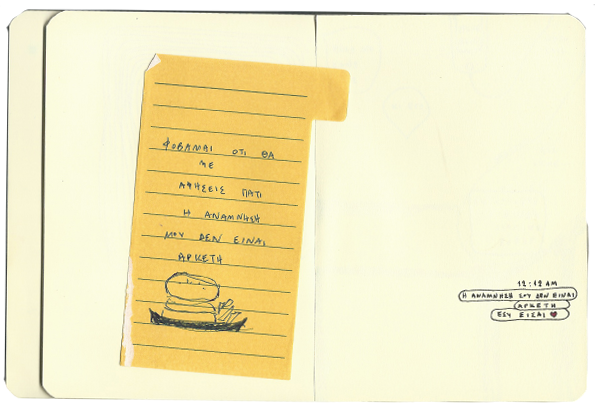 ΦΟΒΑΜΑΙ ΟΤΙ ΘΑ
ΜΕ
ΑΦΗΣΕΙΣ ΓΙΑΤΙ
Η ΑΝΑΜΝΗΣΗ
ΜΟΥ ΔΕΝ ΕΙΝΑΙ
ΑΡΚΕΤΗ
12:12 AM
Η ΑΝΑΜΝΗΣΗ ΣΟΥ ΔΕΝ ΕΙΝΑΙ
ΑΡΚΕΤΗ
ΕΣΥ ΕΙΣΑΙ ♥